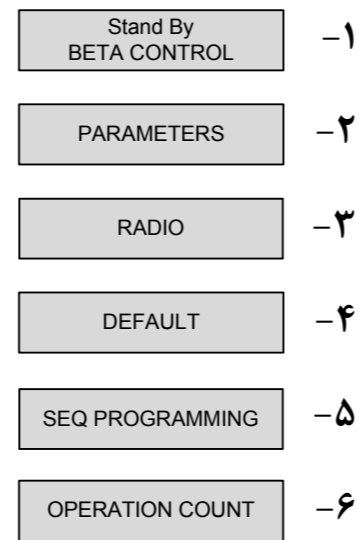 Stand By
BETA CONTROL
۱-
PARAMETERS
۲-
RADIO
۳-
DEFAULT
۴-
SEQ PROGRAMMING
۵-
OPERATION COUNT
۶-